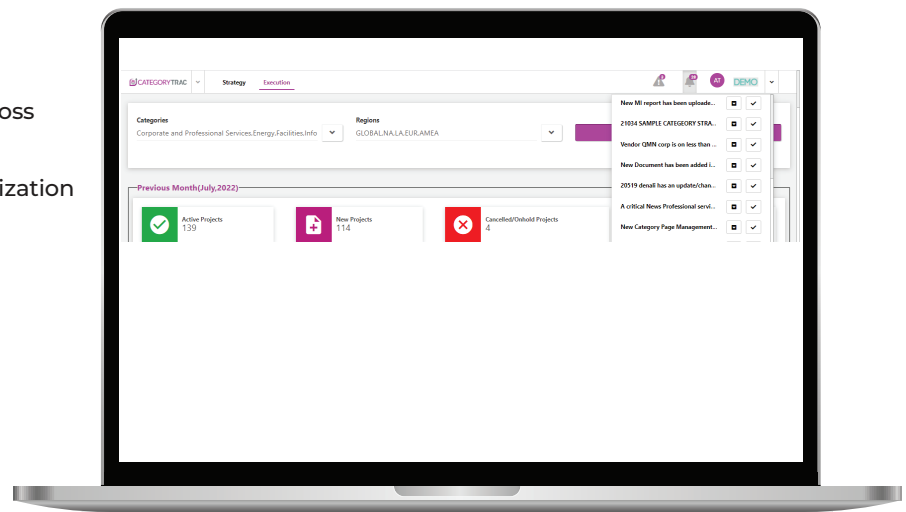 oss
ization
CATEGORYTRAC
Strategy
Execution
AT
DEMO
Categories
Corporate and Professional Services,Energy,Facilities,Info
Regions
GLOBAL,NA,LA,EUR,AMEA
New MI report has been uploade...
21034 SAMPLE CATEGEORY STRA...
Vendor QMN corp is on less than ...
New Document has been added i...
20519 denali has an update/chan...
A critical News Professional servi...
New Category Page Management...
Previous Month(July,2022)
Active Projects
139
New Projects
114
Cancelled/Onhold Projects
4